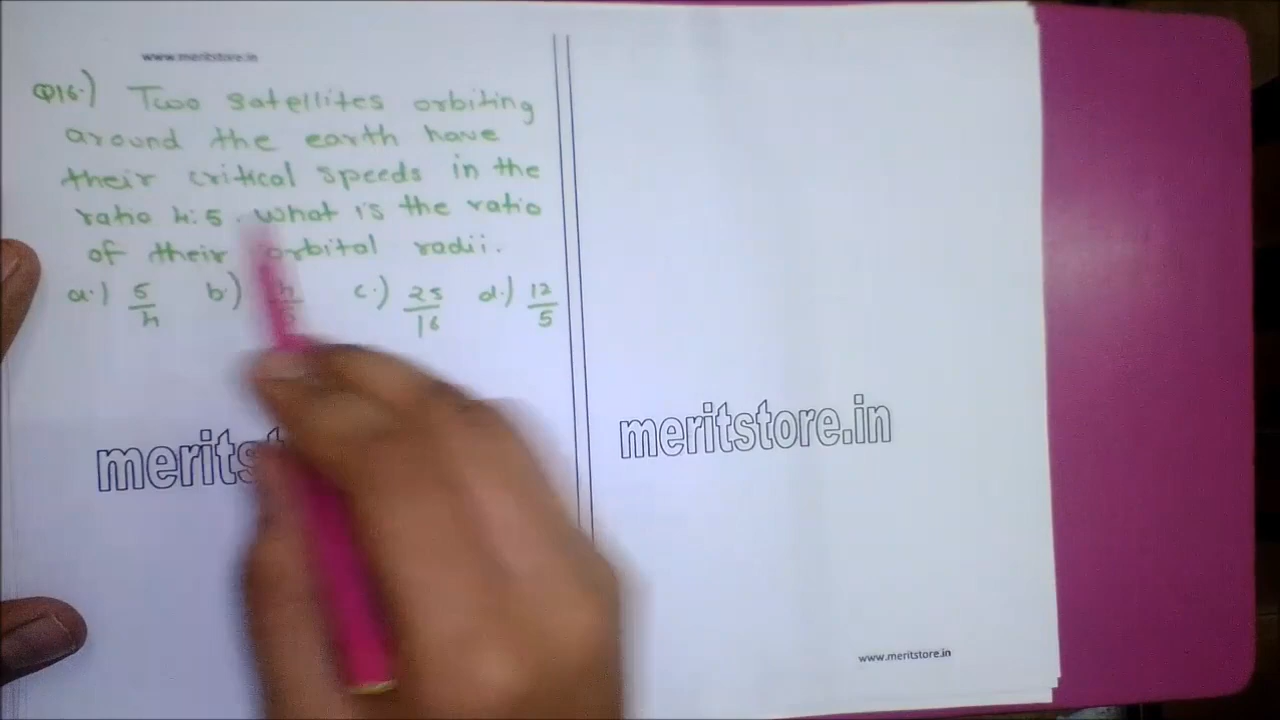 www.meritstore.in
Q16.) Two satellites orbiting
around the earth have
their critical speeds in the
ratio 4:5. What is the ratio
of their orbital radii.
a.) 5/4 b.) c.) 25/16 d.) 12/5
merits
meritstore.in
www.meritstore.in